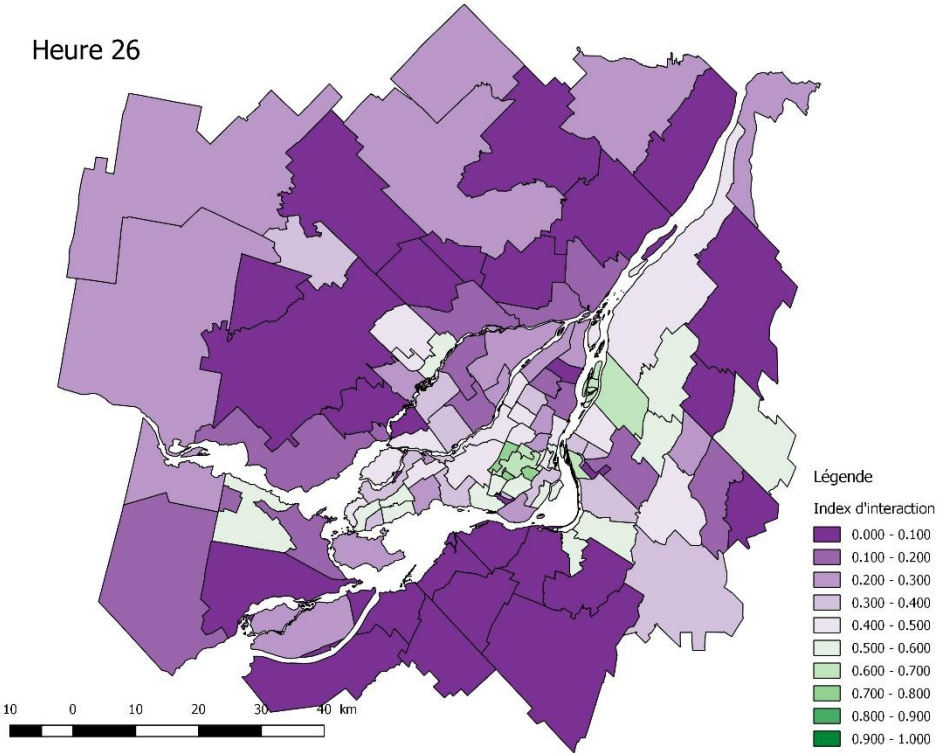 Heure 26
Légende
Index d'interaction
0.000 - 0.100
0.100 - 0.200
0.200 - 0.300
0.300 - 0.400
0.400 - 0.500
0.500 - 0.600
0.600 - 0.700
0.700 - 0.800
0.800 - 0.900
0.900 - 1.000
10 0 10 20 30 40 km